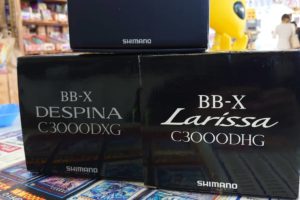 SHIMANO
BB-X
DESPINA
C3000DXG
SHIMANO
BB-X
Larissa
C3000DHG
SHIMANO